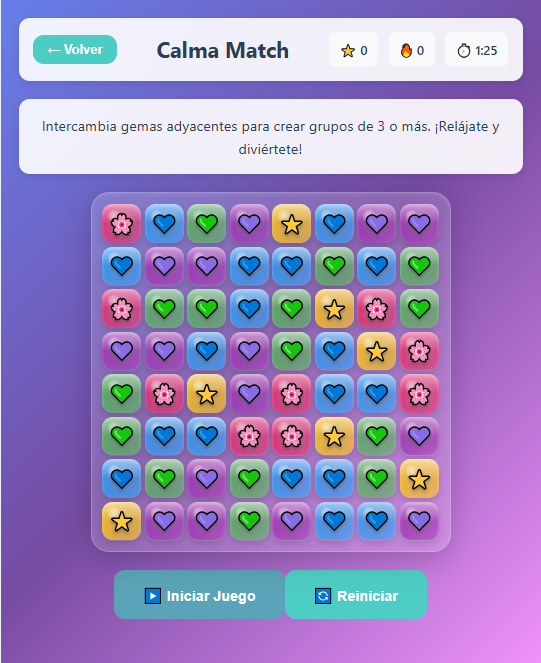 ← Volver
Calma Match
⭐ 0
🔥 0
⏱ 1:25
Intercambia gemas adyacentes para crear grupos de 3 o más. ¡Relájate y
diviértete!
▶ Iniciar Juego
🔄 Reiniciar